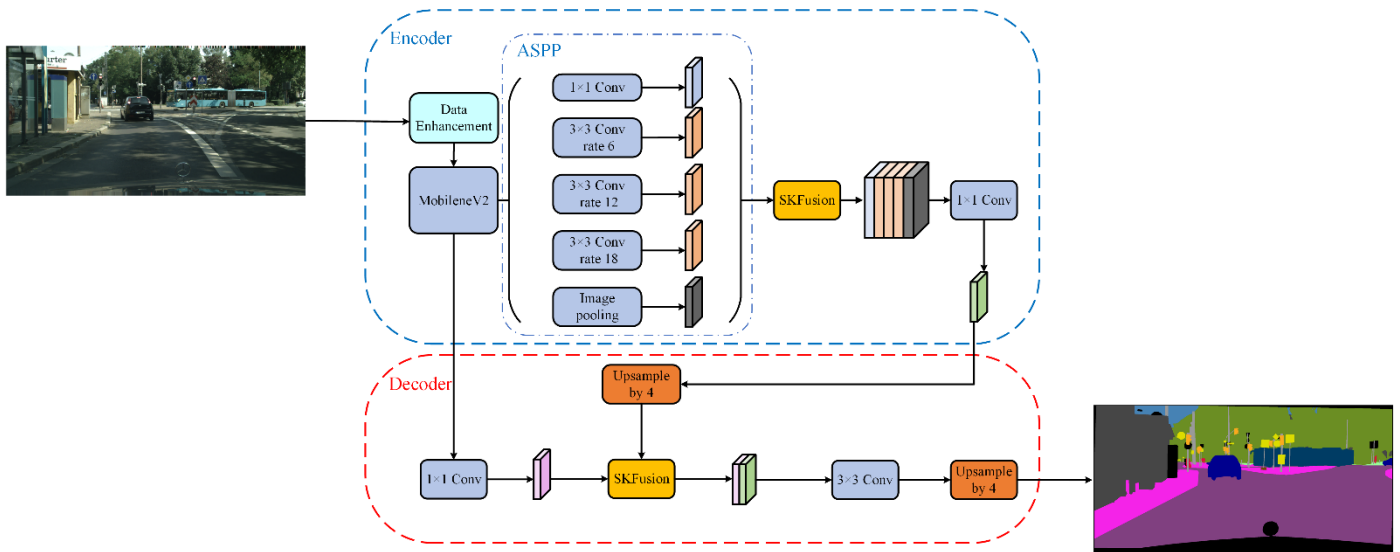 Encoder
ASPP
Data
Enhancement
MobileneV2
1×1 Conv
3×3 Conv
rate 6
3×3 Conv
rate 12
3×3 Conv
rate 18
Image
pooling
SKFusion
1×1 Conv
Decoder
Upsample
by 4
1×1 Conv
SKFusion
3×3 Conv
Upsample
by 4